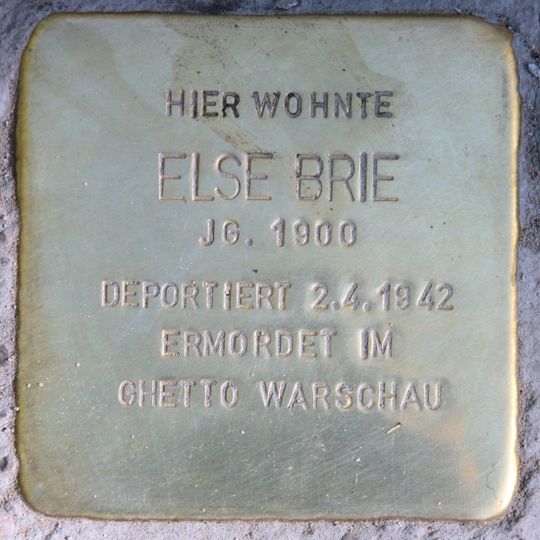 HIER WOHNTE
ELSE BRIE
JG. 1900
DEPORTIERT 2.4.1942
ERMORDET IM
GHETTO WARSCHAU